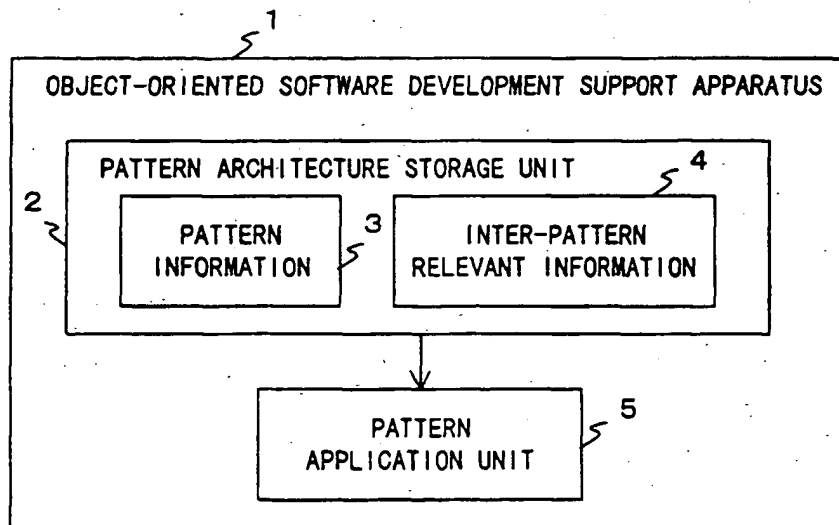 1
OBJECT-ORIENTED SOFTWARE DEVELOPMENT SUPPORT APPARATUS
PATTERN ARCHITECTURE STORAGE UNIT
4
2
PATTERN
INFORMATION
3
INTER-PATTERN
RELEVANT INFORMATION
PATTERN
APPLICATION UNIT
5